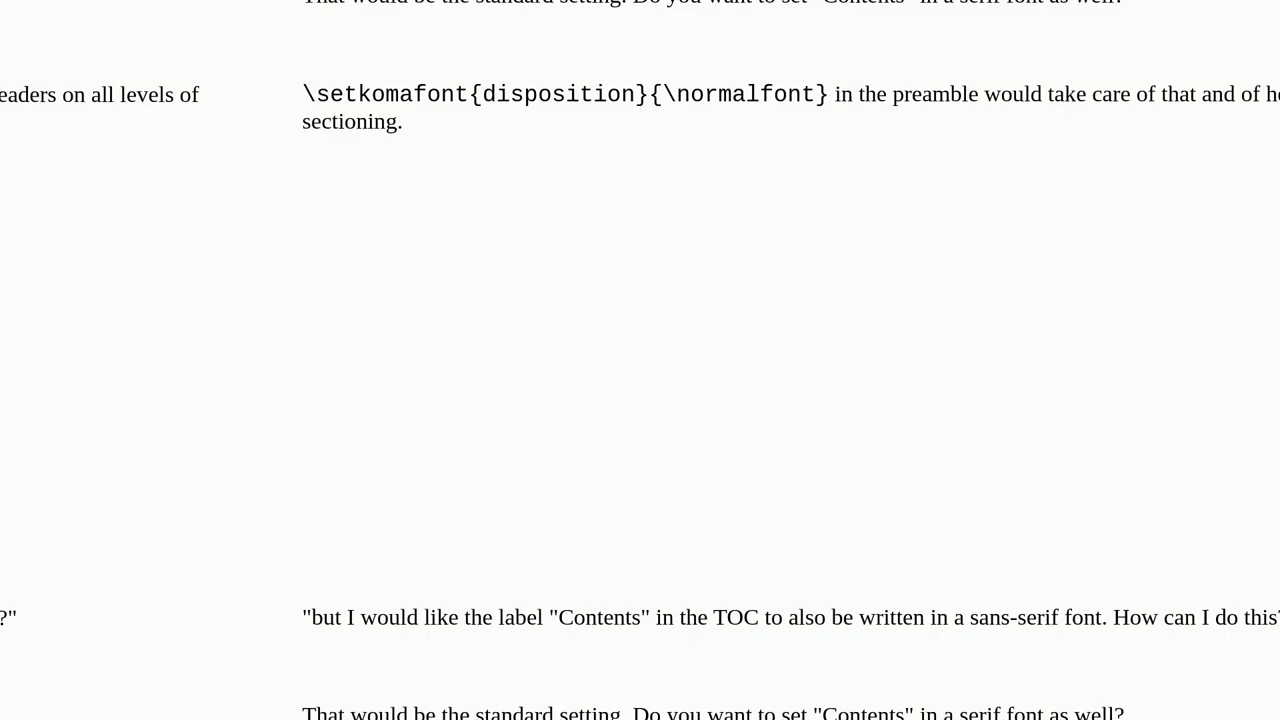 That would be the standard setting. Do you want to set "Contents" in a serif font as well?
eaders on all levels of
\setkomafont{disposition}{\normalfont} in the preamble would take care of that and of he
sectioning.
?"
"but I would like the label "Contents" in the TOC to also be written in a sans-serif font. How can I do this?
That would be the standard setting. Do you want to set "Contents" in a serif font as well?